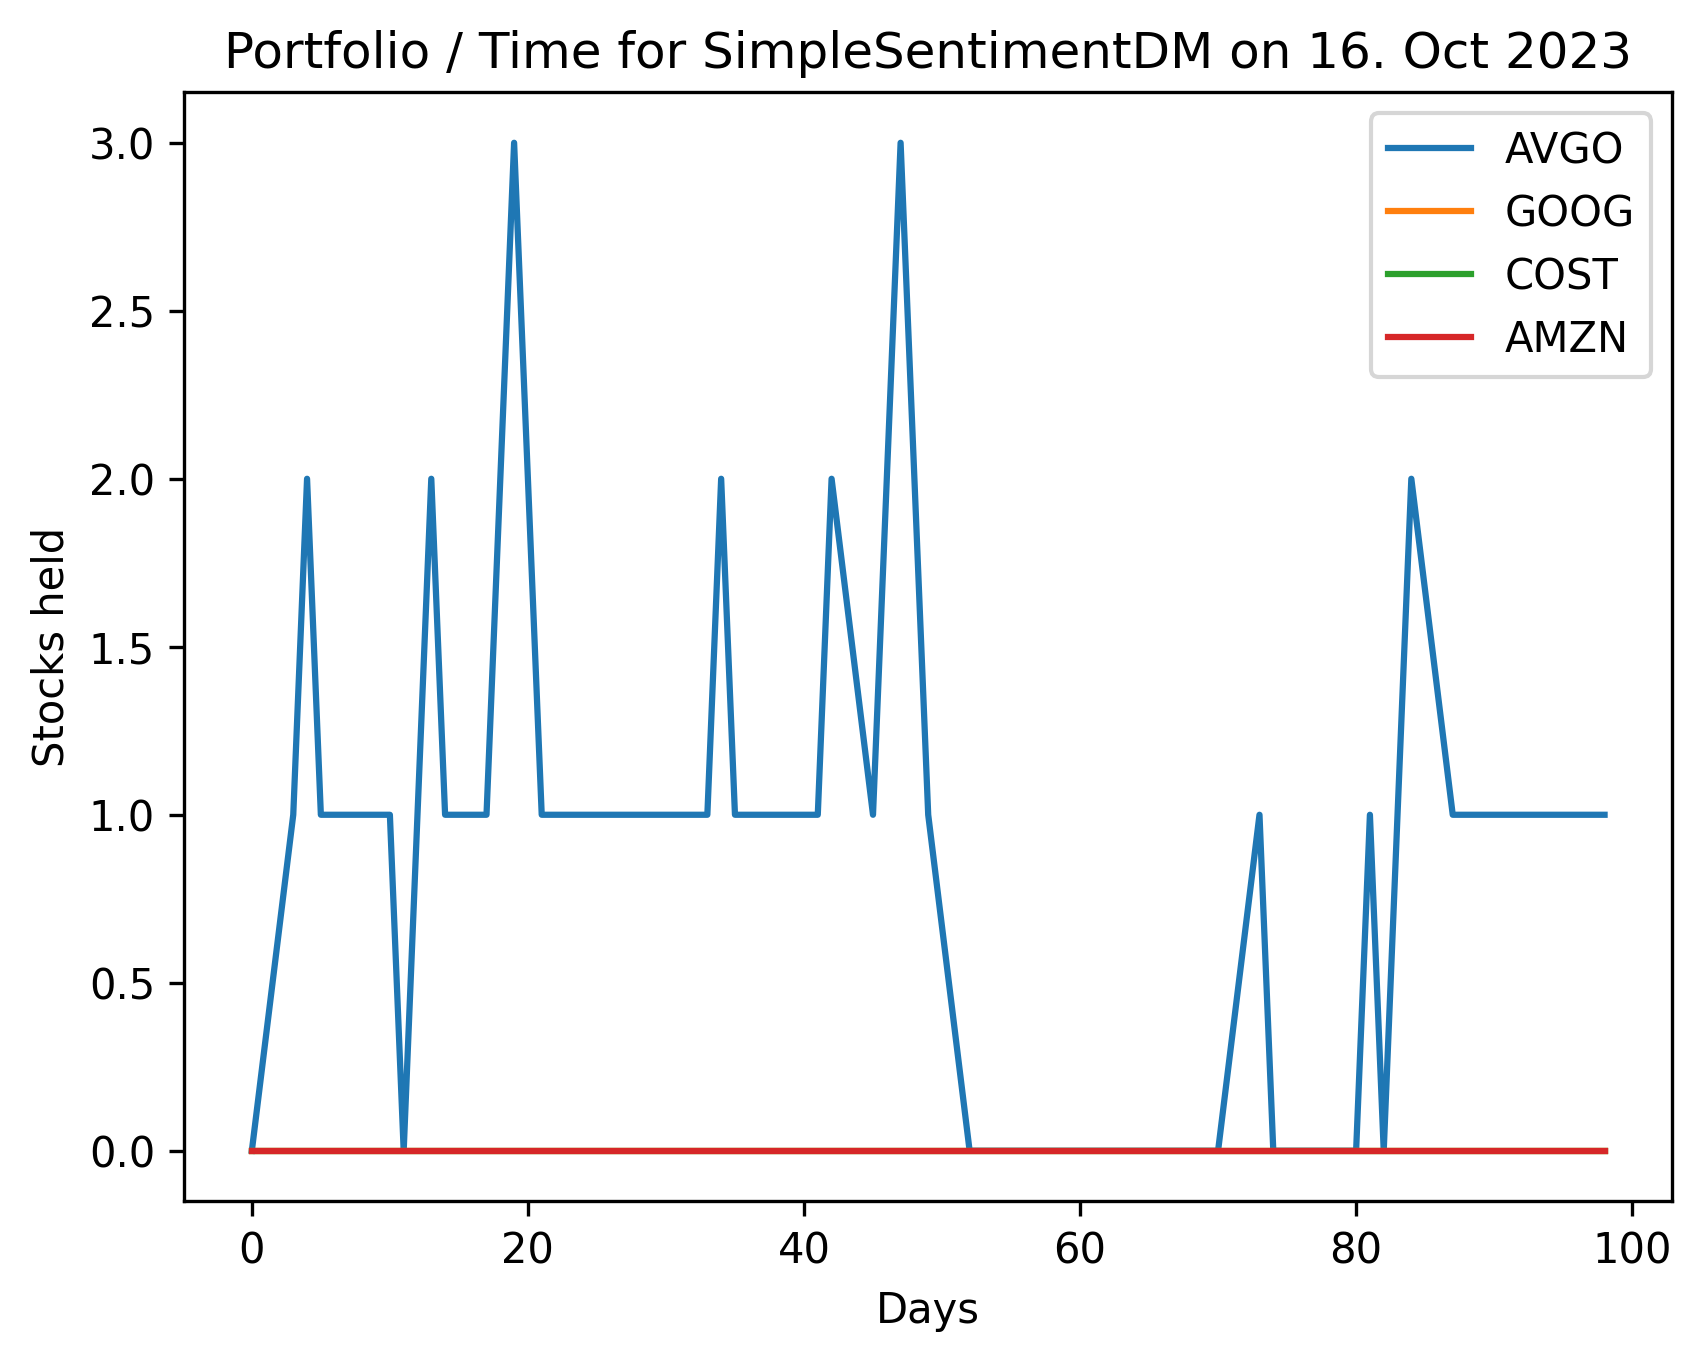 Portfolio / Time for SimpleSentimentDM on 16. Oct 2023
AVGO
GOOG
COST
AMZN
3.0
2.5
2.0
1.5
1.0
0.5
0.0
Stocks held
0 20 40 60 80 100
Days